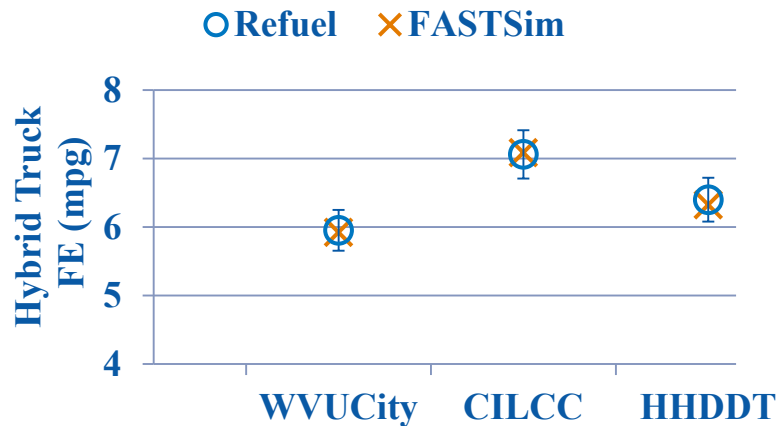 Refuel FASTSim
Hybrid Truck
FE (mpg)
8
7
6
5
4
WVUCity CILCC HHDDT